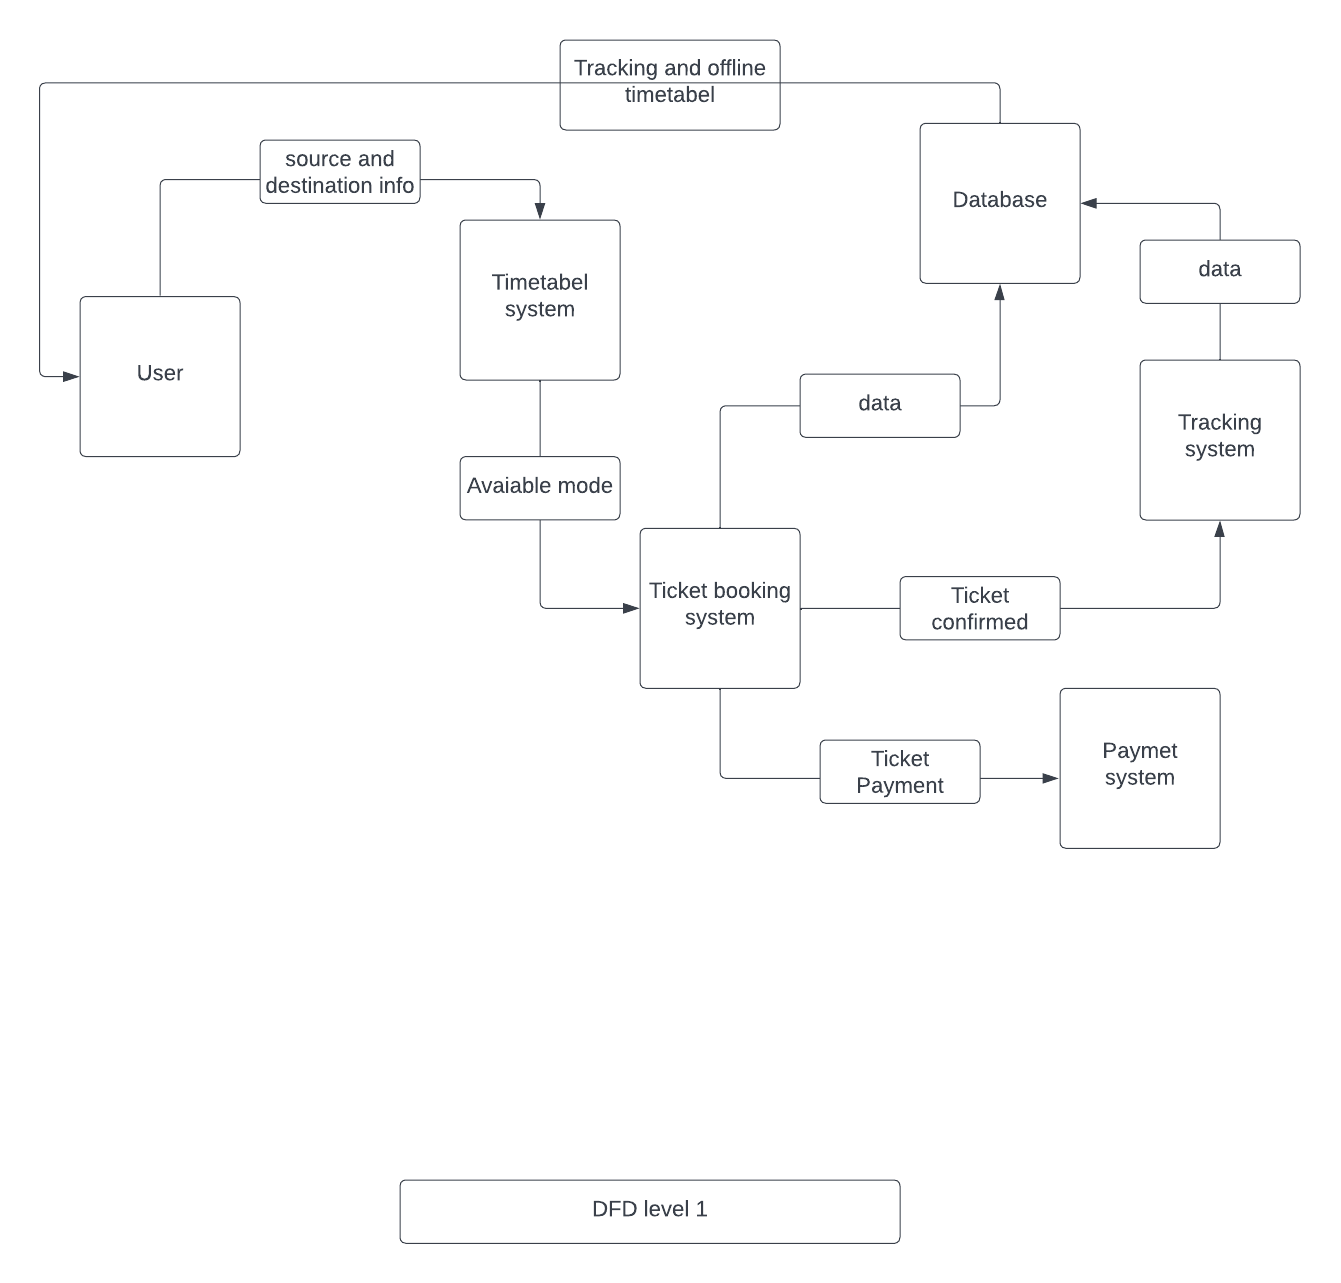 Tracking and offline
timetabel
source and
destination info
Database
data
Timetabel
system
User
data
Tracking
system
Avaiable mode
Ticket booking
system
Ticket
confirmed
Ticket
Payment
Paymet
system
DFD level 1